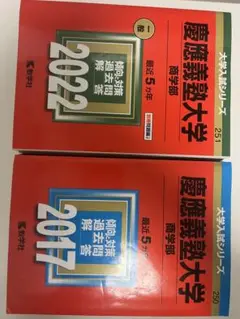 大学入試シリーズ
251
慶應義塾大学
商学部
一般
最近5カ年
傾向と対策
過去問
解答
2022
教学社
大学入試シリーズ
250
慶應義塾大学
商学部
最近5カ年
傾向と対策
過去問
解答
2017
教学社